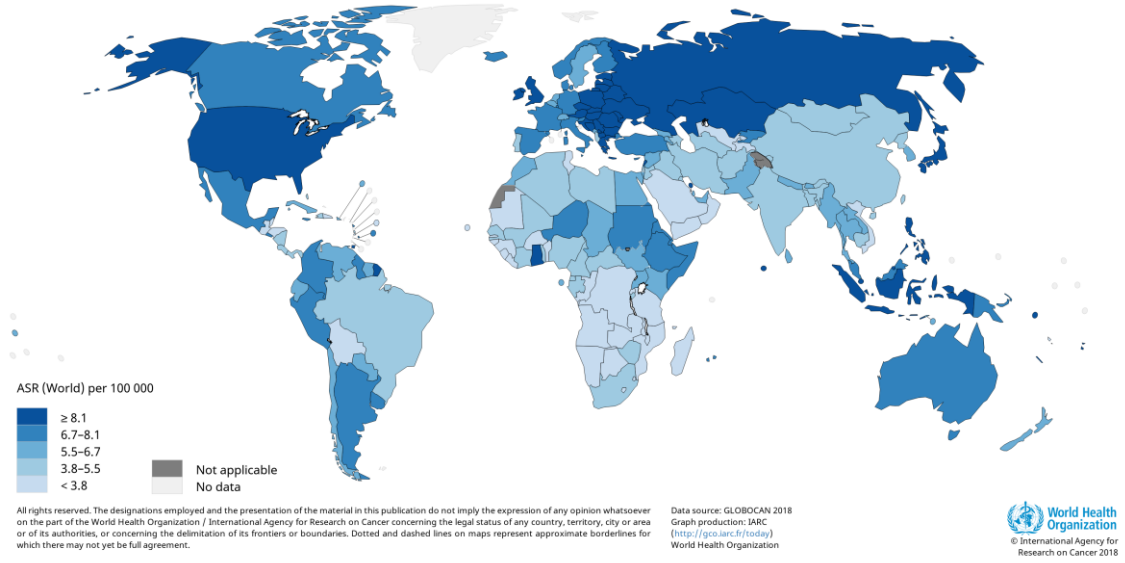 ASR (World) per 100 000
≥ 8.1
6.7–8.1
5.5–6.7
3.8–5.5
< 3.8
Not applicable
No data
All rights reserved. The designations employed and the presentation of the material in this publication do not imply the expression of any opinion whatsoever
on the part of the World Health Organization / International Agency for Research on Cancer concerning the legal status of any country, territory, city or area
or of its authorities, or concerning the delimitation of its frontiers or boundaries. Dotted and dashed lines on maps represent approximate borderlines for
which there may not yet be full agreement.
Data source: GLOBOCAN 2018
Graph production: IARC
(http://gco.iarc.fr/today)
World Health Organization
World Health
Organization
© International Agency for
Research on Cancer 2018